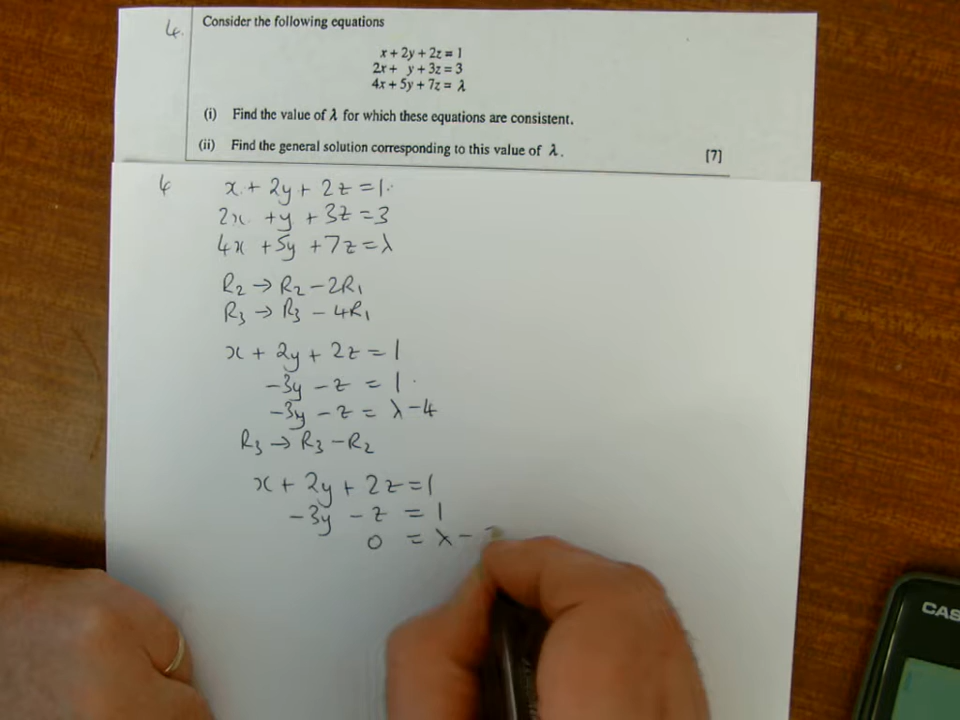 4. Consider the following equations
x + 2y + 2z = 1
2x + y + 3z = 3
4x + 5y + 7z = λ
(i) Find the value of λ for which these equations are consistent.
(ii) Find the general solution corresponding to this value of λ. [7]
4 x + 2y + 2z = 1
2x + y + 3z = 3
4x + 5y + 7z = λ
R₂ → R₂ − 2R₁
R₃ → R₃ − 4R₁
x + 2y + 2z = 1
−3y − z = 1
−3y − z = λ − 4
R₃ → R₃ − R₂
x + 2y + 2z = 1
−3y − z = 1
0 = λ −
CAS